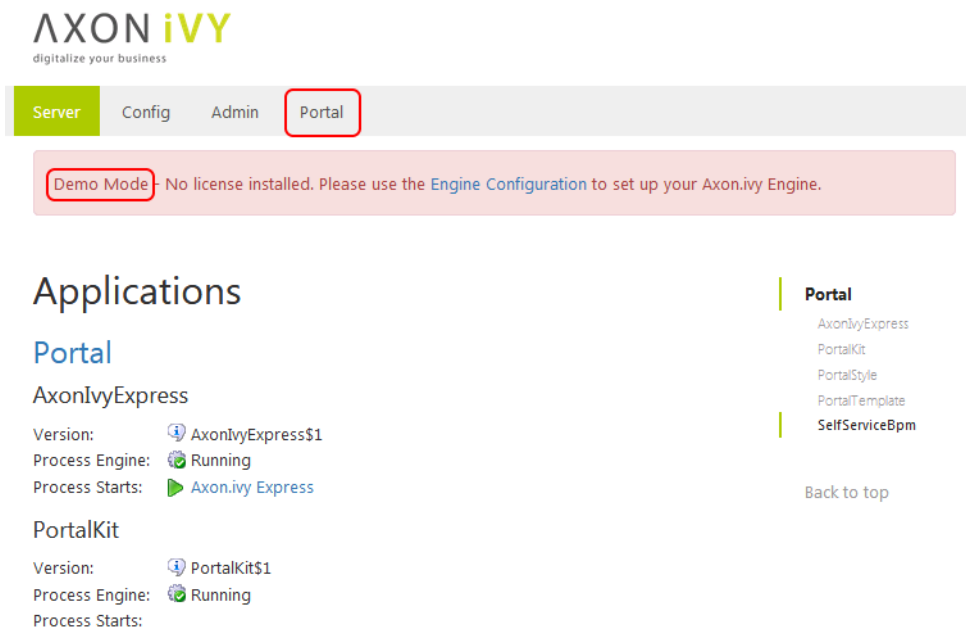 AXON iVY
digitalize your business
Server Config Admin Portal
Demo Mode - No license installed. Please use the Engine Configuration to set up your Axon.ivy Engine.
Applications
Portal
AxonIvyExpress
Version: AxonIvyExpress$1
Process Engine: Running
Process Starts: Axon.ivy Express
PortalKit
Version: PortalKit$1
Process Engine: Running
Process Starts:
Portal
AxonIvyExpress
PortalKit
PortalStyle
PortalTemplate
SelfServiceBpm
Back to top